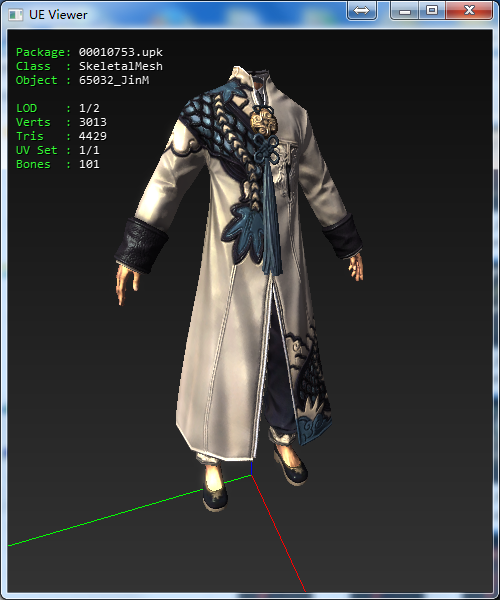 UE Viewer
Package: 00010753.upk
Class : SkeletalMesh
Object : 65032_JinM
LOD : 1/2
Verts : 3013
Tris : 4429
UV Set : 1/1
Bones : 101